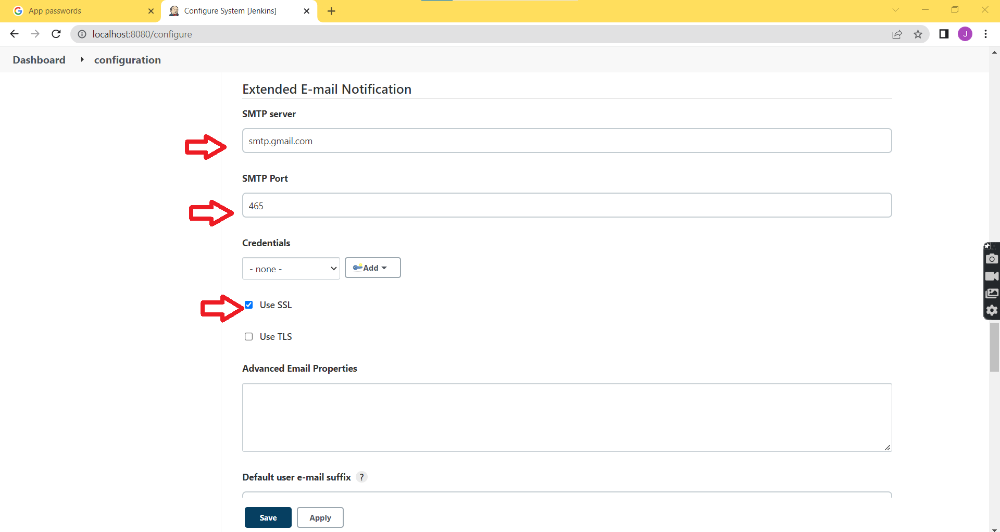 App passwords
Configure System [Jenkins]
localhost:8080/configure
J
Dashboard
configuration
Extended E-mail Notification
SMTP server
smtp.gmail.com
SMTP Port
465
Credentials
- none -
Add
Use SSL
Use TLS
Advanced Email Properties
Default user e-mail suffix ?
Save
Apply